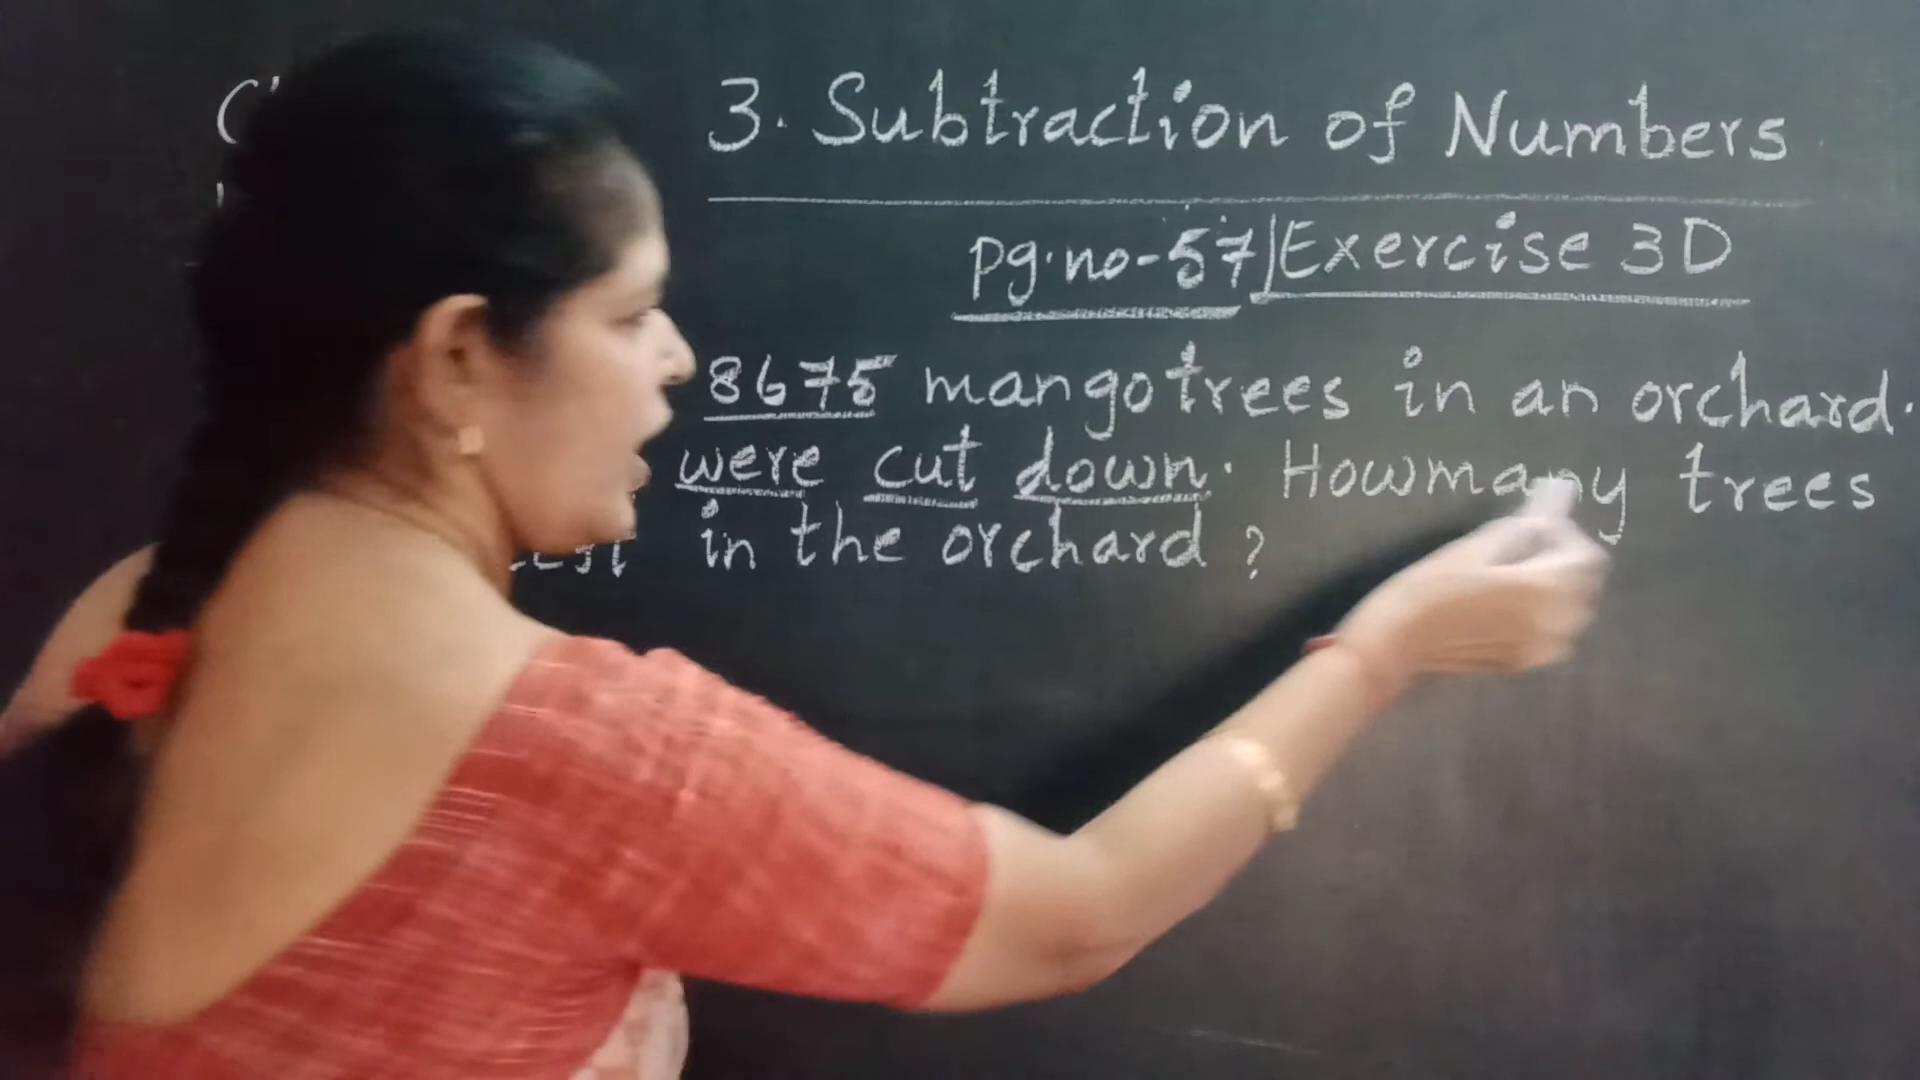 3. Subtraction of Numbers
pg.no-57|Exercise 3D
8675 mangotrees in an orchard.
were cut down. Howmany trees
in the orchard?